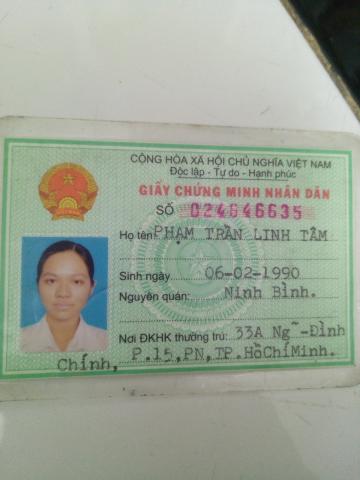 CỘNG HÒA XÃ HỘI CHỦ NGHĨA VIỆT NAM
Độc lập - Tự do - Hạnh phúc
GIẤY CHỨNG MINH NHÂN DÂN
SỐ 024646635
Họ tên PHẠM TRẦN LINH TÂM
Sinh ngày 06-02-1990
Nguyên quán: Ninh Bình.
Nơi ĐKHK thường trú: 33A Ng~-Đình
Chính, P.15,PN,TP.HồChíMinh.